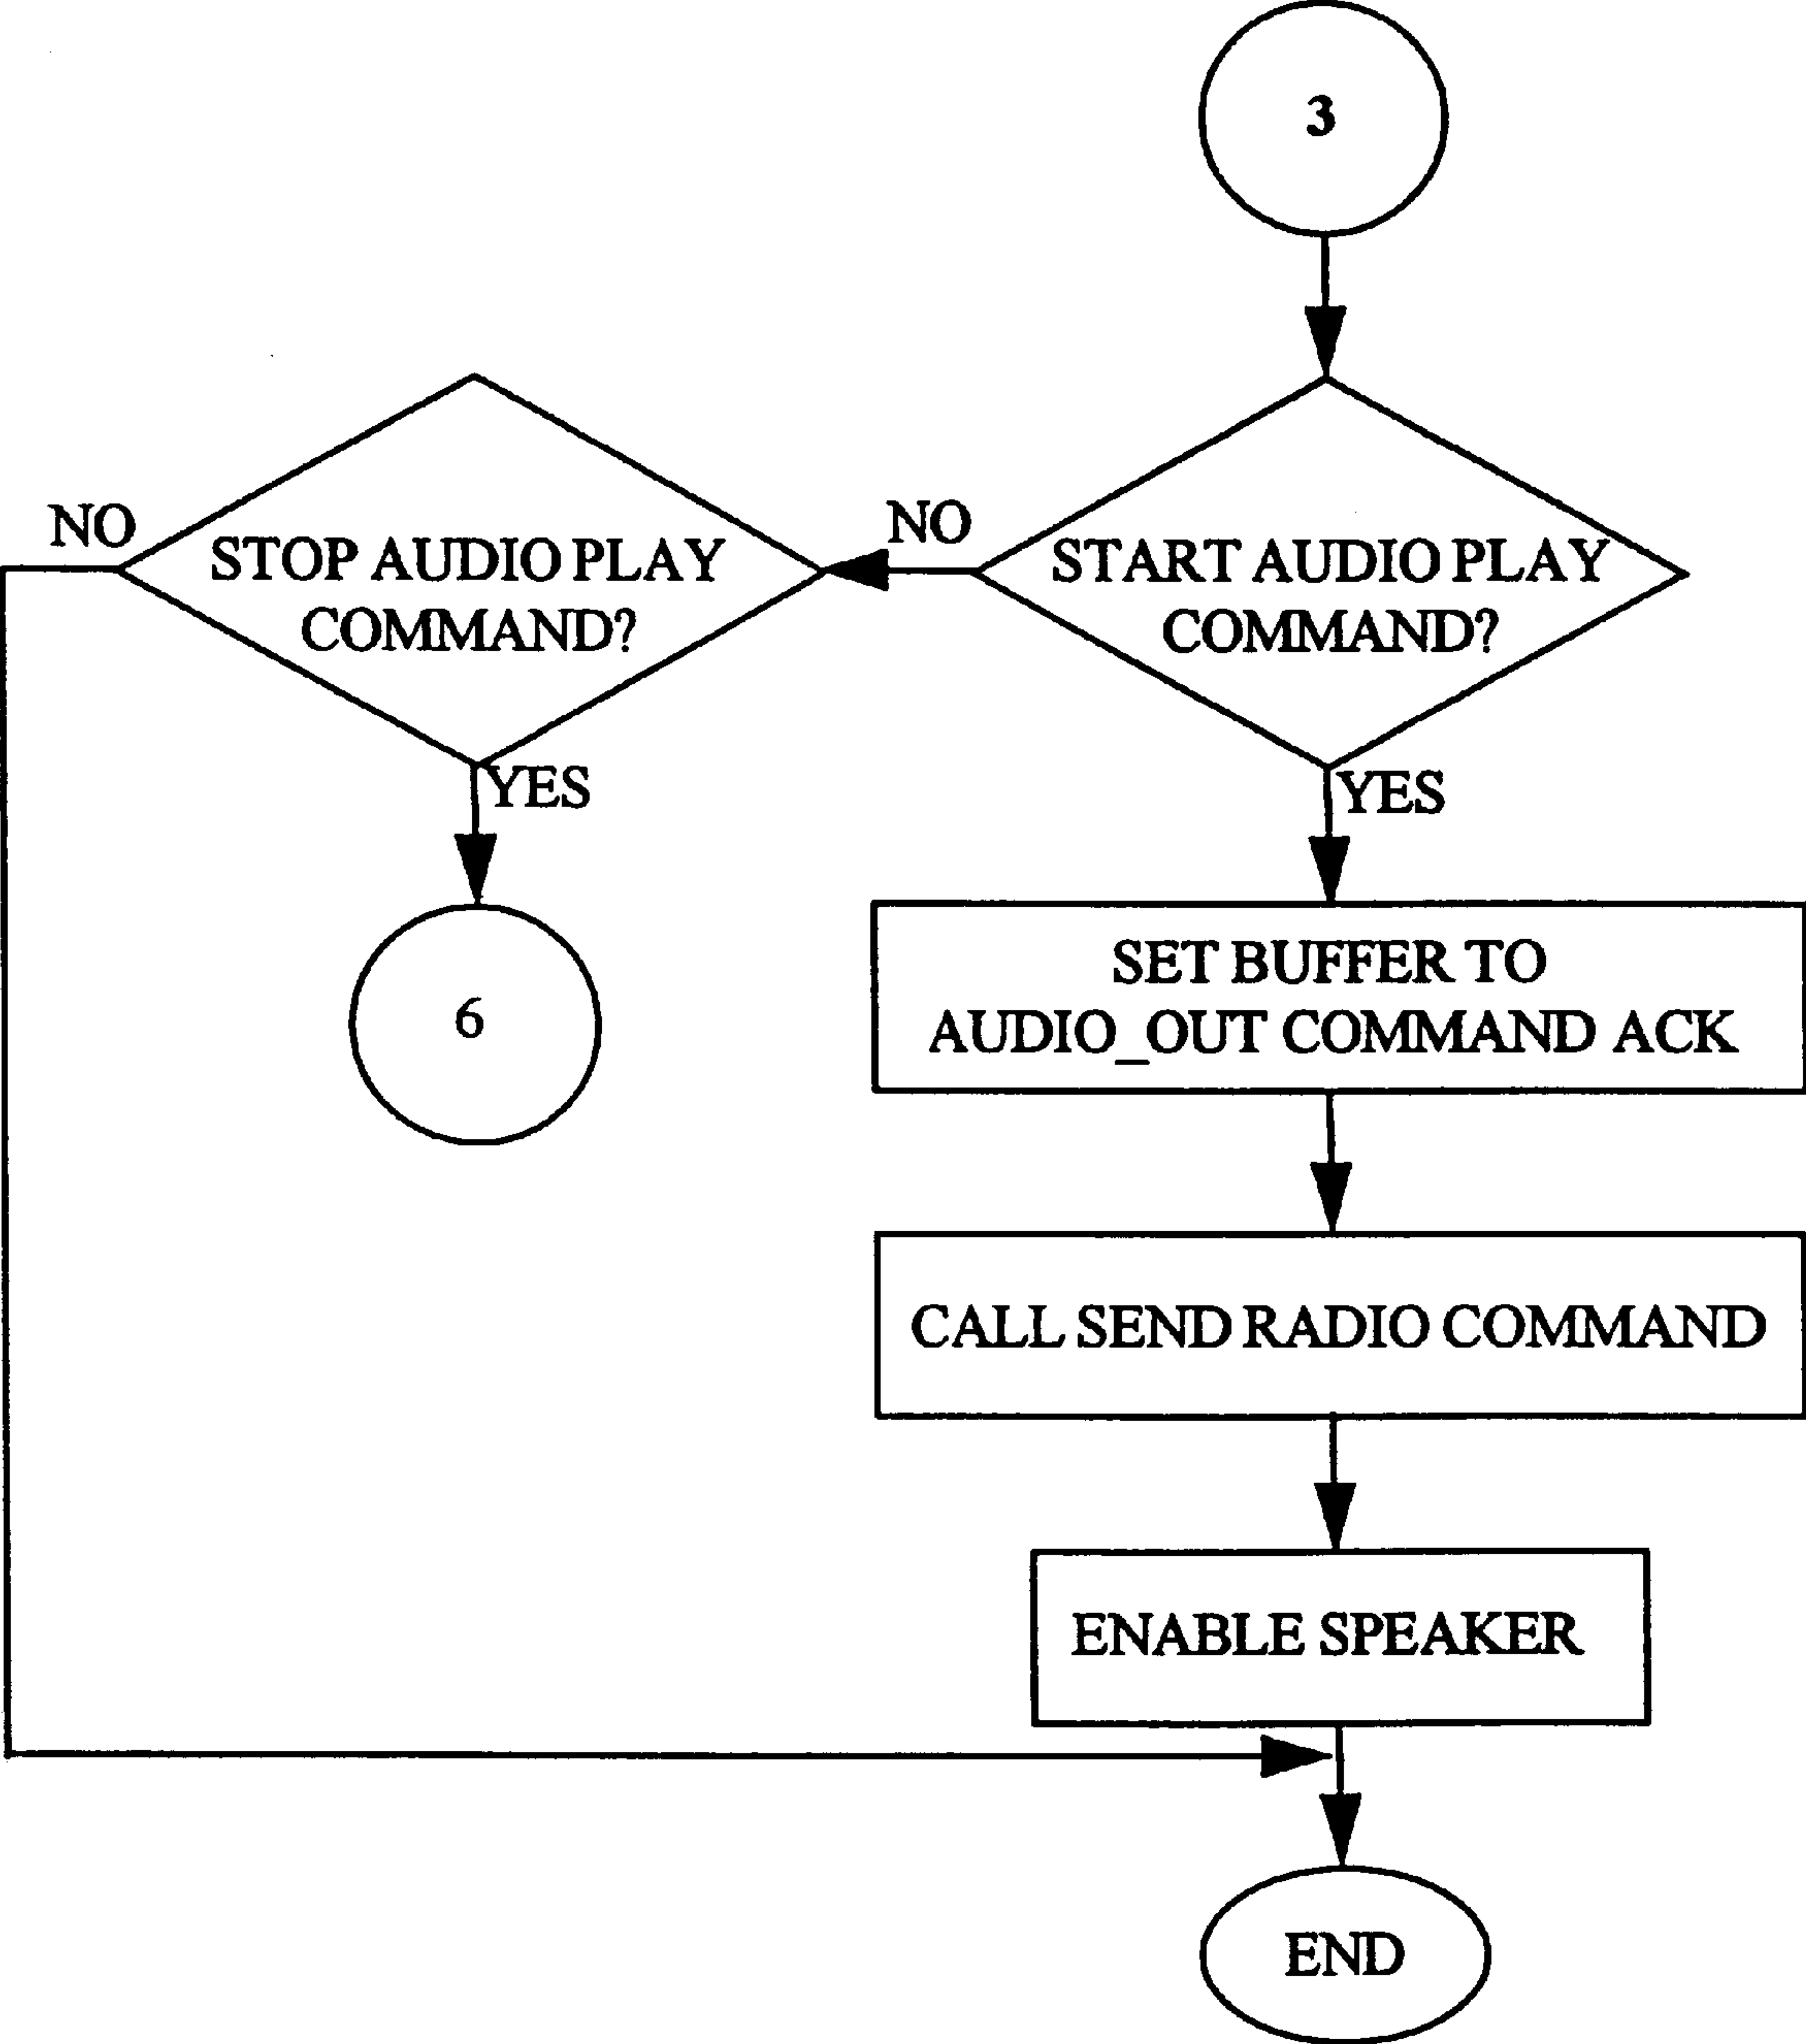 3
NO
STOP AUDIO PLAY
COMMAND?
NO
START AUDIO PLAY
COMMAND?
YES
YES
6
SET BUFFER TO
AUDIO_OUT COMMAND ACK
CALL SEND RADIO COMMAND
ENABLE SPEAKER
END